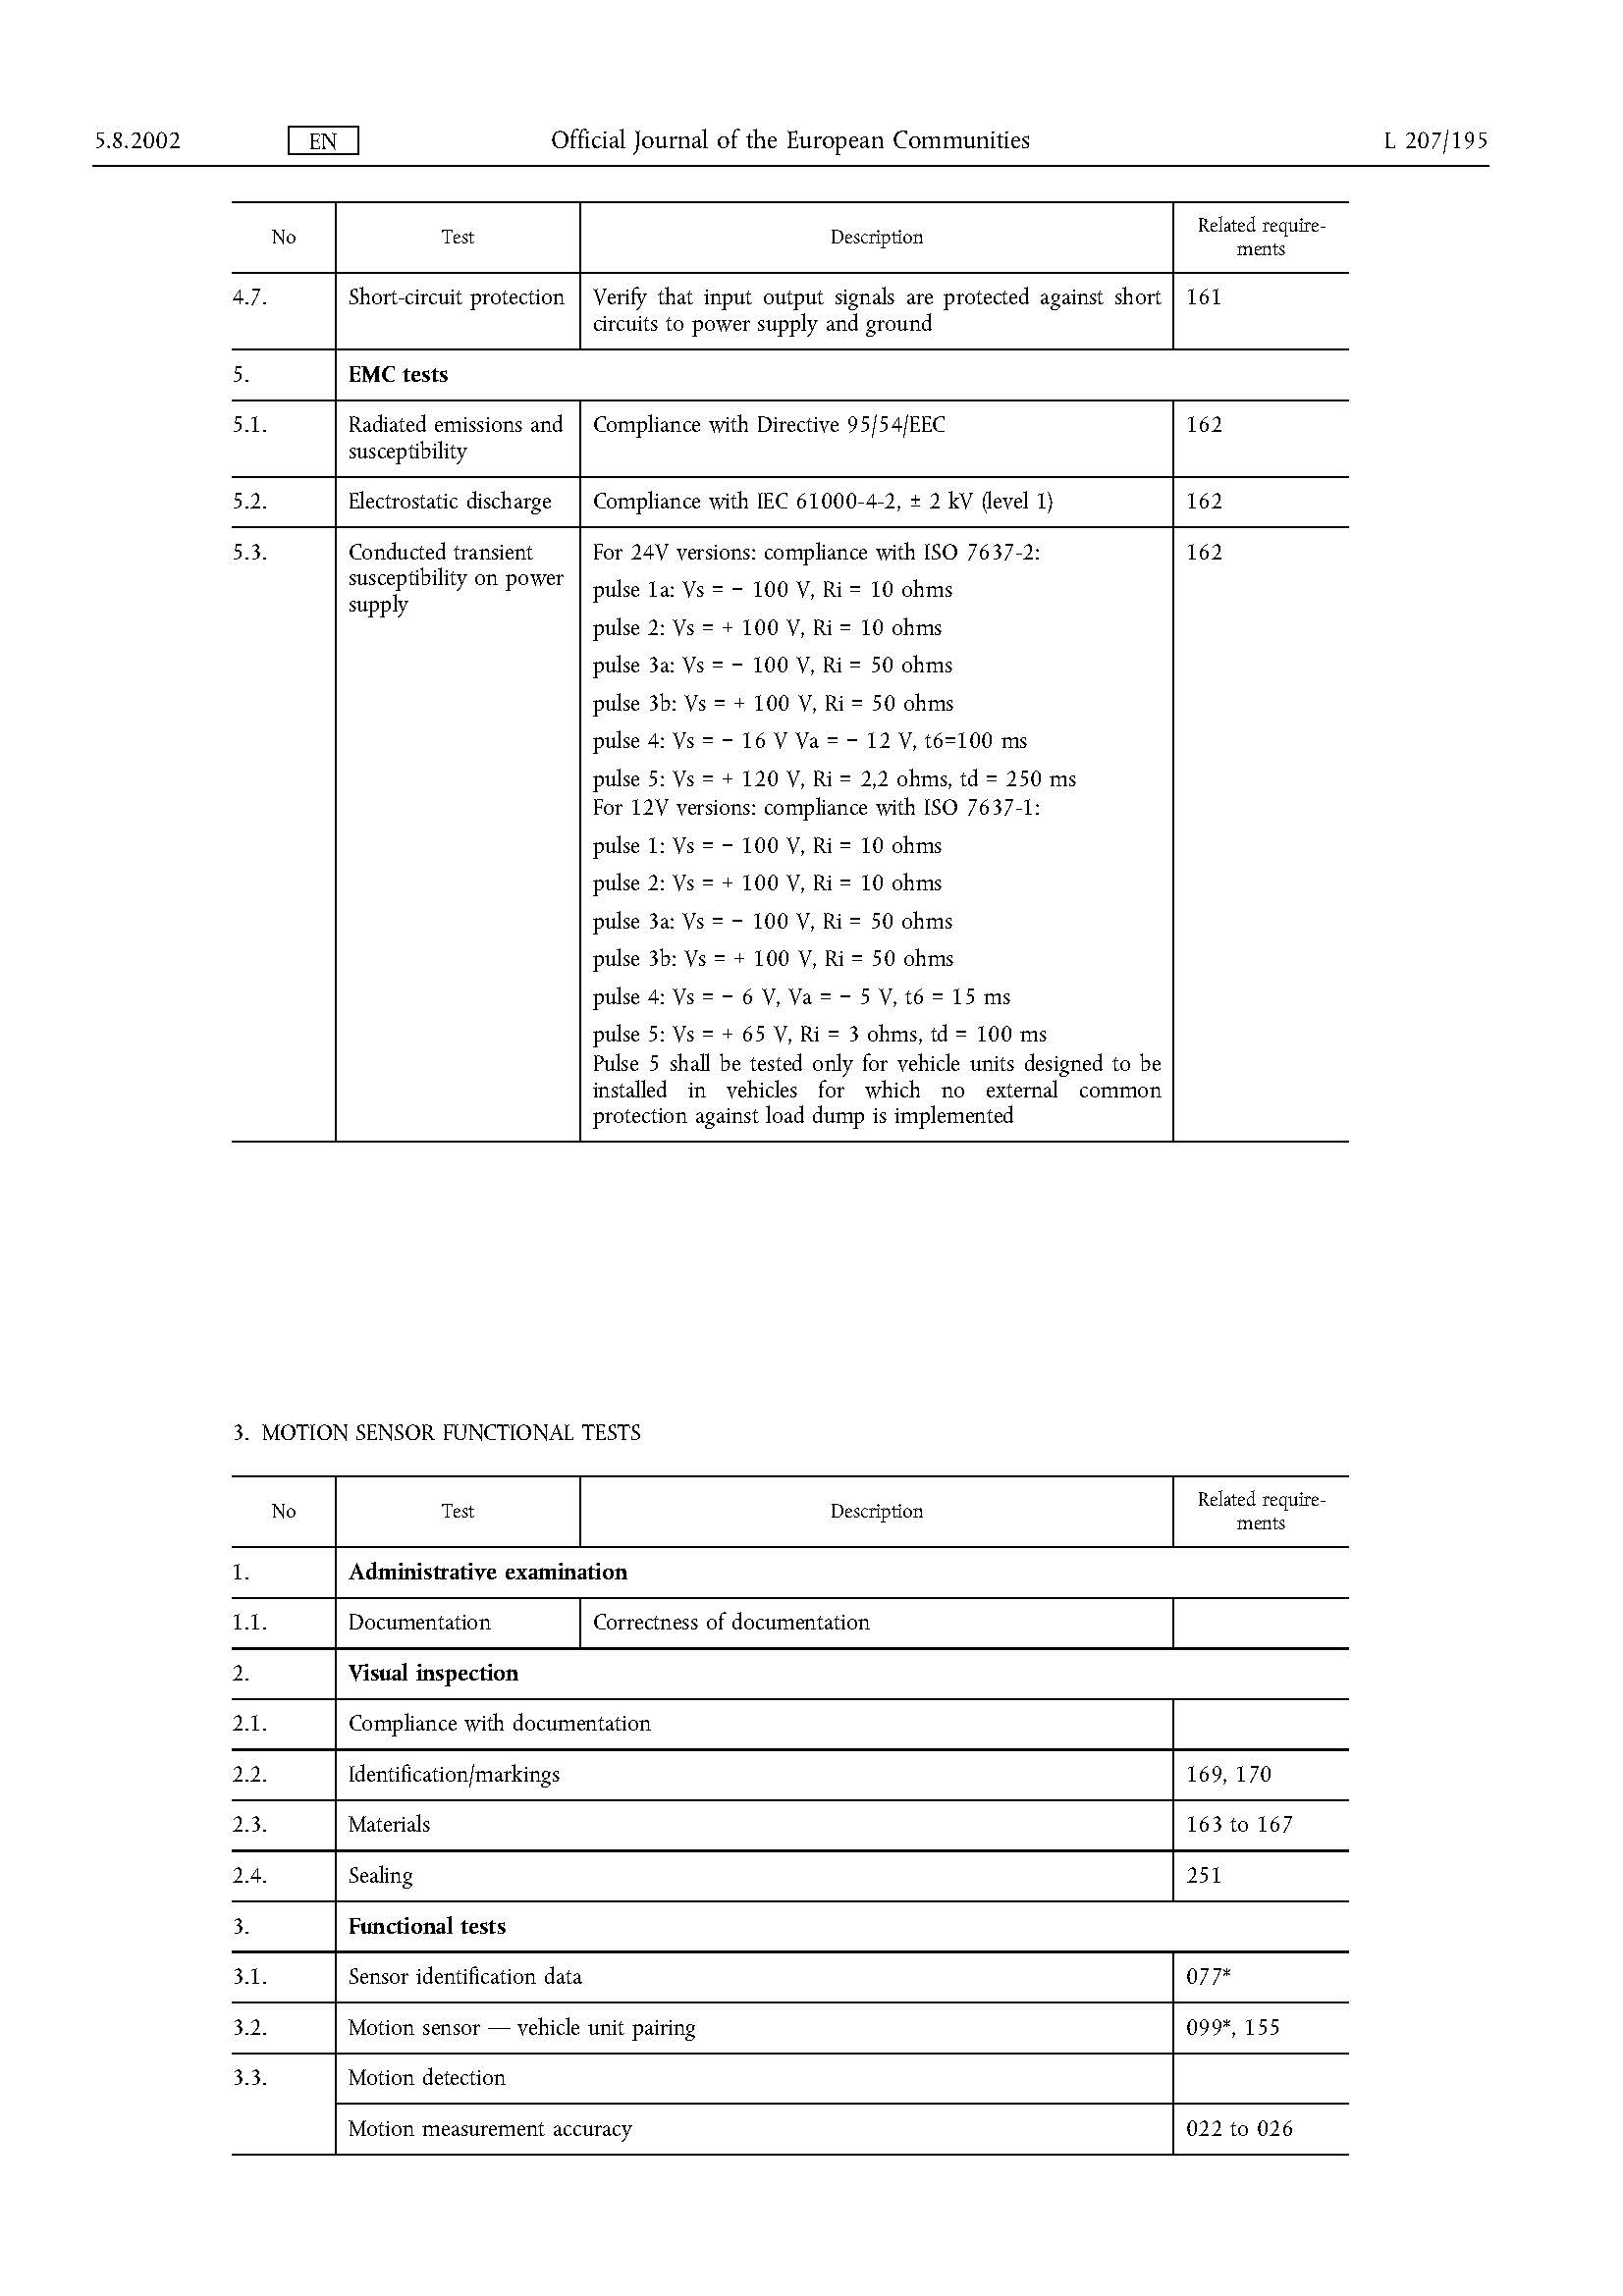 5.8.2002 EN Official Journal of the European Communities L 207/195
No Test Description Related require-
ments
4.7. Short-circuit protection Verify that input output signals are protected against short 161
circuits to power supply and ground
5. EMC tests
5.1. Radiated emissions and Compliance with Directive 95/54/EEC 162
susceptibility
5.2. Electrostatic discharge Compliance with IEC 61000-4-2, ± 2 kV (level 1) 162
5.3. Conducted transient For 24V versions: compliance with ISO 7637-2: 162
susceptibility on power
supply
pulse 1a: Vs = − 100 V, Ri = 10 ohms
pulse 2: Vs = + 100 V, Ri = 10 ohms
pulse 3a: Vs = − 100 V, Ri = 50 ohms
pulse 3b: Vs = + 100 V, Ri = 50 ohms
pulse 4: Vs = − 16 V Va = − 12 V, t6=100 ms
pulse 5: Vs = + 120 V, Ri = 2,2 ohms, td = 250 ms
For 12V versions: compliance with ISO 7637-1:
pulse 1: Vs = − 100 V, Ri = 10 ohms
pulse 2: Vs = + 100 V, Ri = 10 ohms
pulse 3a: Vs = − 100 V, Ri = 50 ohms
pulse 3b: Vs = + 100 V, Ri = 50 ohms
pulse 4: Vs = − 6 V, Va = − 5 V, t6 = 15 ms
pulse 5: Vs = + 65 V, Ri = 3 ohms, td = 100 ms
Pulse 5 shall be tested only for vehicle units designed to be
installed in vehicles for which no external common
protection against load dump is implemented
3. MOTION SENSOR FUNCTIONAL TESTS
No Test Description Related require-
ments
1. Administrative examination
1.1. Documentation Correctness of documentation
2. Visual inspection
2.1. Compliance with documentation
2.2. Identification/markings 169, 170
2.3. Materials 163 to 167
2.4. Sealing 251
3. Functional tests
3.1. Sensor identification data 077*
3.2. Motion sensor — vehicle unit pairing 099*, 155
3.3. Motion detection
Motion measurement accuracy 022 to 026